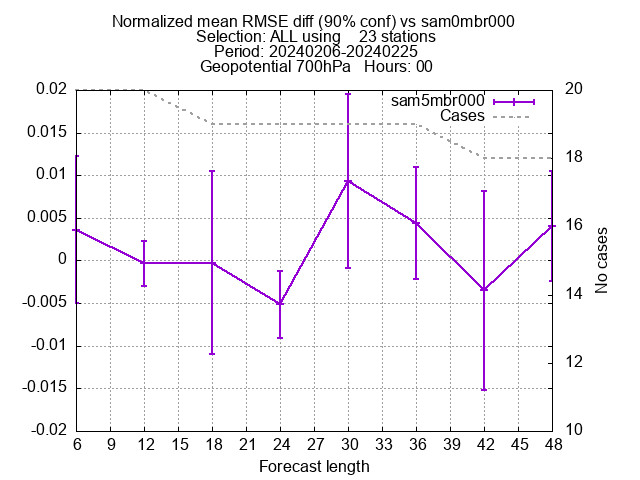 Normalized mean RMSE diff (90% conf) vs sam0mbr000
Selection: ALL using    23 stations
Period: 20240206-20240225
Geopotential 700hPa   Hours: 00
sam5mbr000
Cases
0.02
0.015
0.01
0.005
0
-0.005
-0.01
-0.015
-0.02
20
18
16
14
12
10
No cases
6 9 12 15 18 21 24 27 30 33 36 39 42 45 48
Forecast length